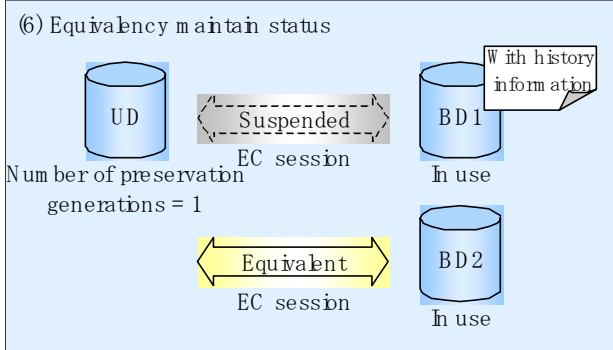 (6) Equivalency maintain status
With history
information
UD
Suspended
BD1
EC session
In use
Number of preservation
generations = 1
Equivalent
BD2
EC session
In use